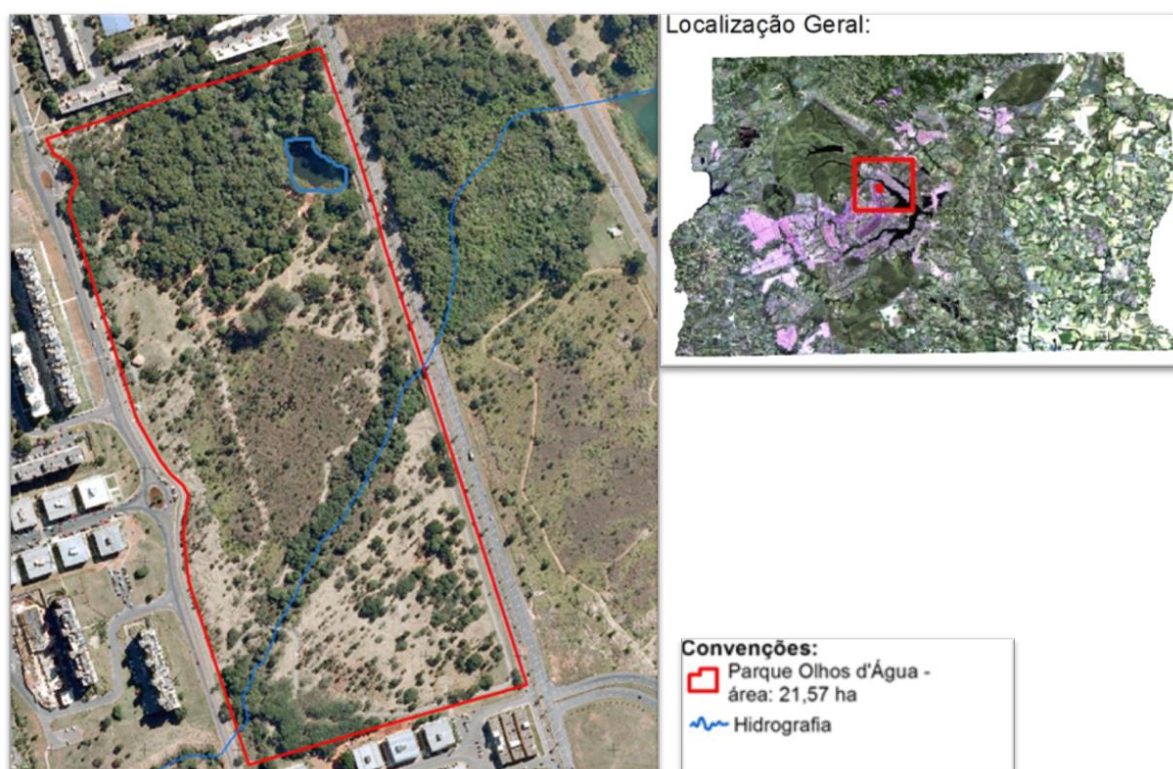 Localização Geral:
Convenções:
Parque Olhos d'Água -
área: 21,57 ha
Hidrografia